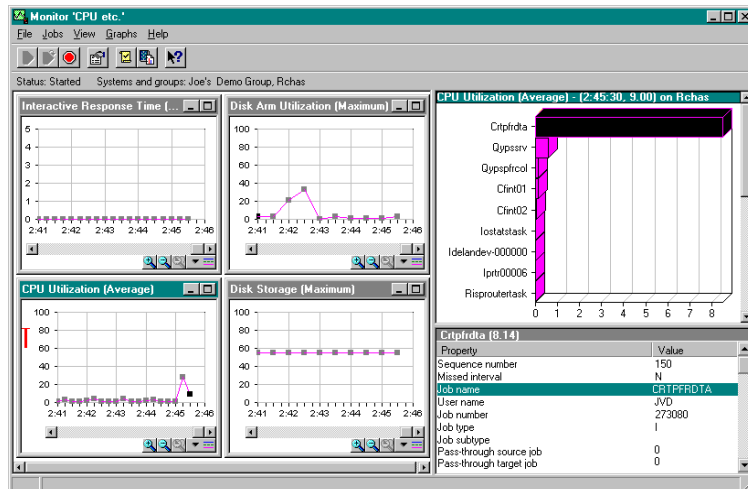 Monitor 'CPU etc.'
File Jobs View Graphs Help
Status: Started Systems and groups: Joe's Demo Group, Rchas
Interactive Response Time (...
5
4
3
2
1
0
2:41 2:42 2:43 2:44 2:45 2:46
Disk Arm Utilization (Maximum)
100
80
60
40
20
0
2:41 2:42 2:43 2:44 2:45 2:46
CPU Utilization (Average)
100
80
T
60
40
20
0
2:41 2:42 2:43 2:44 2:45 2:46
Disk Storage (Maximum)
100
80
60
40
20
0
2:41 2:42 2:43 2:44 2:45 2:46
CPU Utilization (Average) - (2:45:30, 9.00) on Rchas
Crtpfrdta
Qypssrv
Qypspfrcol
Cfint01
Cfint02
Iostatstask
Idelandev-000000
Iprtr00006
Risproutertask
0 1 2 3 4 5 6 7 8
Crtpfrdta (8.14)
Property Value
Sequence number 150
Missed interval N
Job name CRTPFRDTA
User name JVD
Job number 273080
Job type I
Job subtype
Pass-through source job 0
Pass-through target job 0